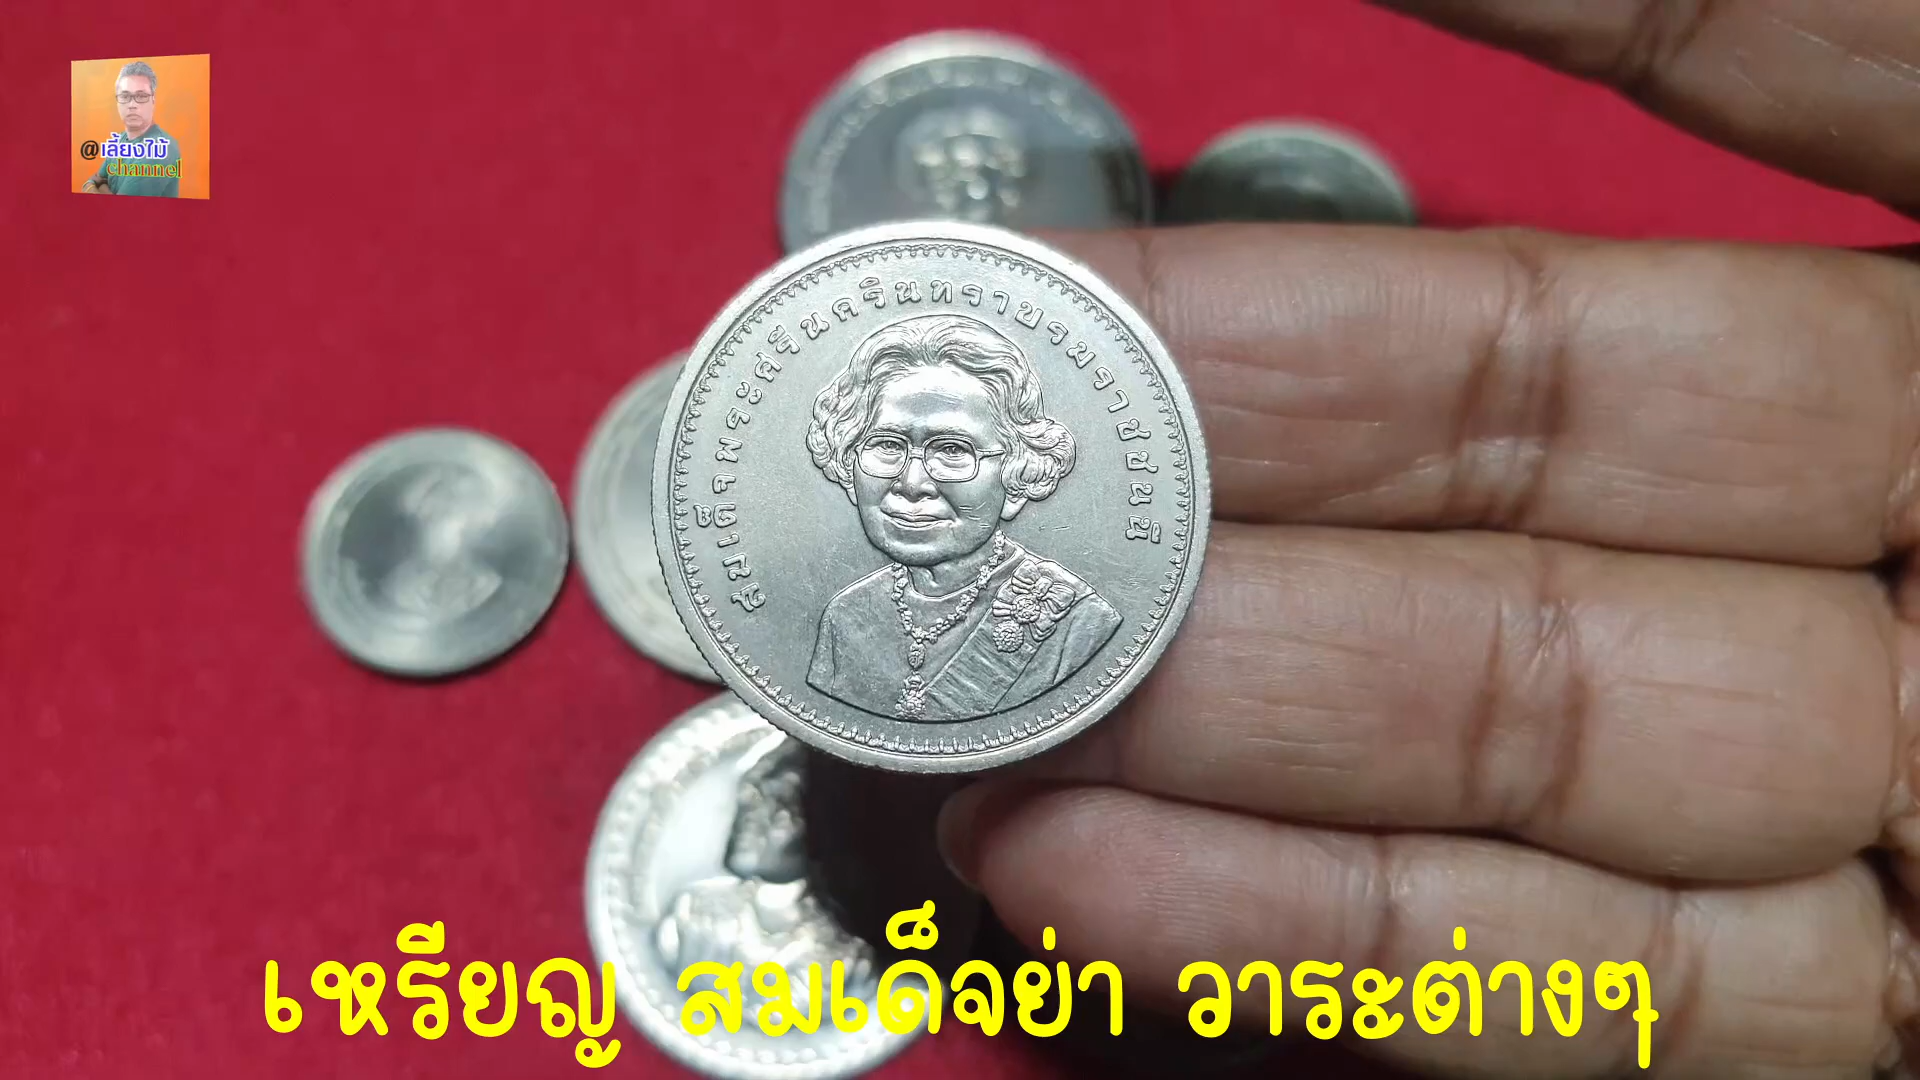 @เลี้ยงไม้
channel
สมเด็จพระศรีนครินทราบรมราชชนนี
เหรียญ สมเด็จย่า วาระต่างๆ